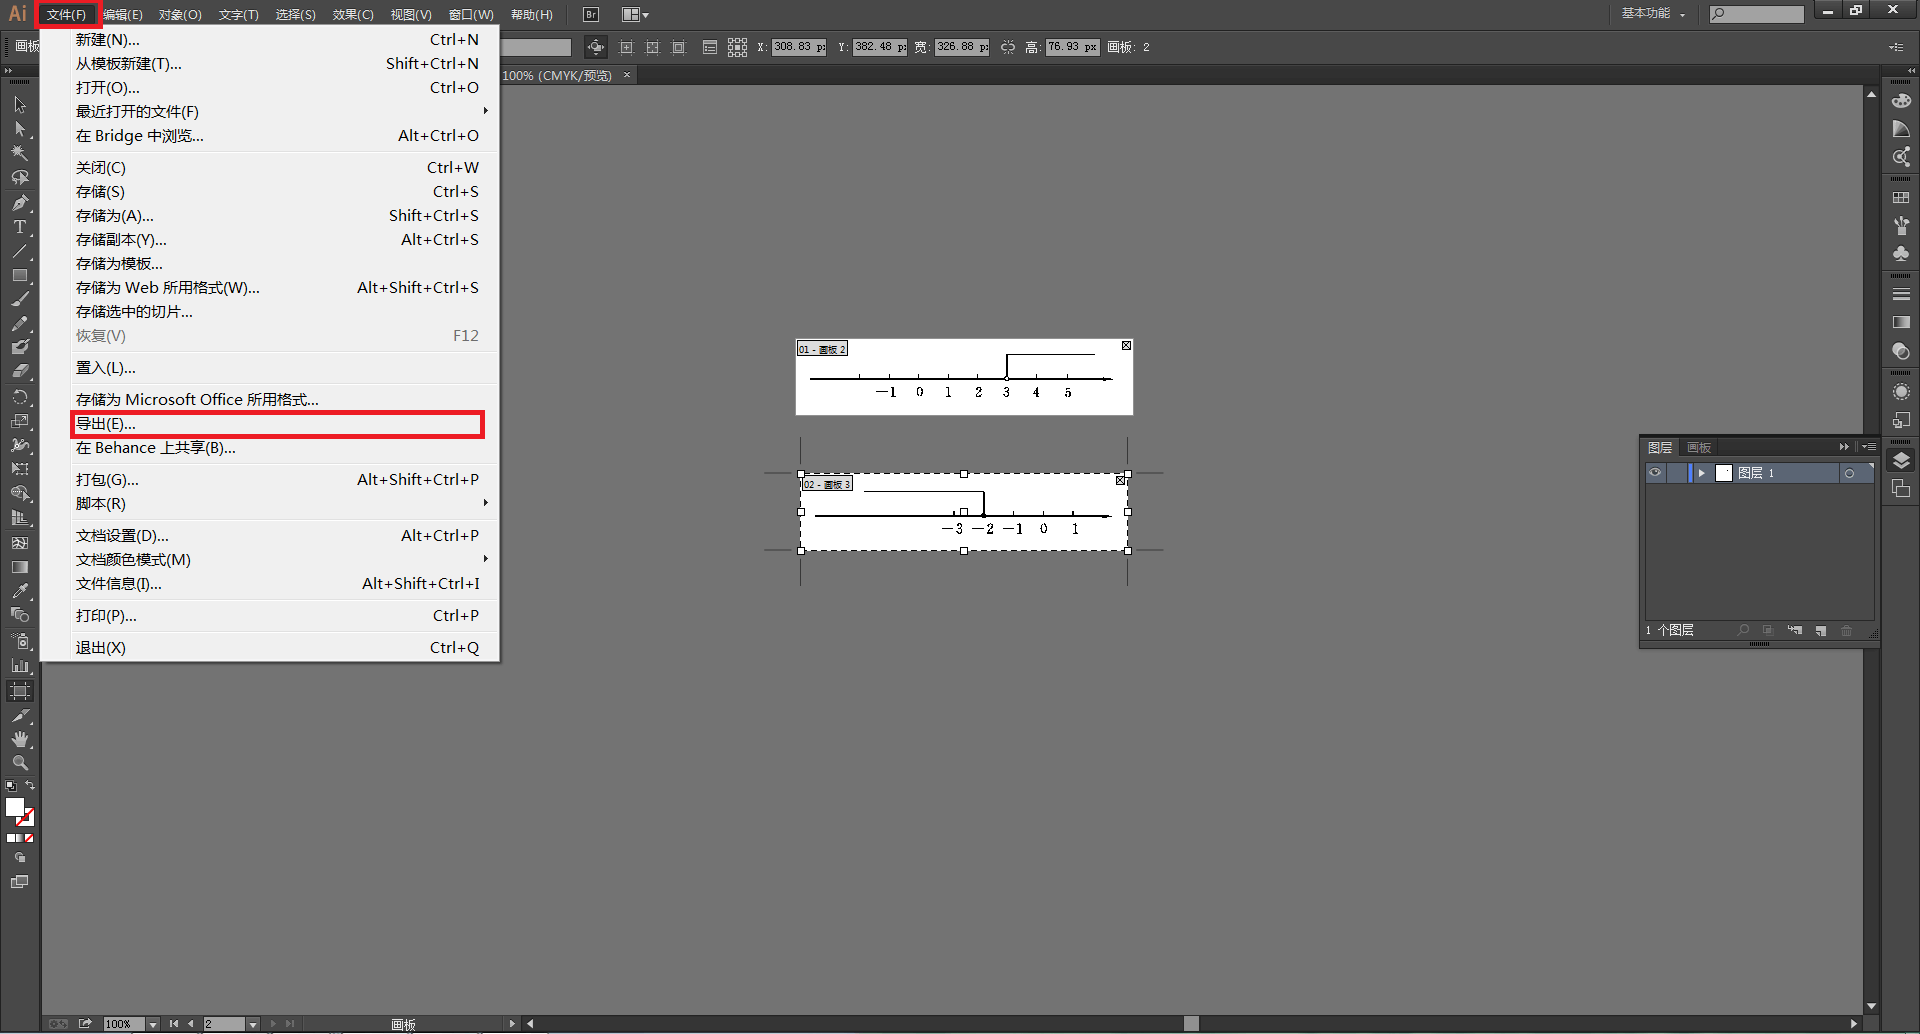 Ai 文件(F) 编辑(E) 对象(O) 文字(T) 选择(S) 效果(C) 视图(V) 窗口(W) 帮助(H) Br 基本功能
画板 X: 308.83 px Y: 382.48 px 宽: 326.88 px 高: 76.93 px 画板: 2
100% (CMYK/预览) ×
新建(N)... Ctrl+N
从模板新建(T)... Shift+Ctrl+N
打开(O)... Ctrl+O
最近打开的文件(F)
在 Bridge 中浏览... Alt+Ctrl+O
关闭(C) Ctrl+W
存储(S) Ctrl+S
存储为(A)... Shift+Ctrl+S
存储副本(Y)... Alt+Ctrl+S
存储为模板...
存储为 Web 所用格式(W)... Alt+Shift+Ctrl+S
存储选中的切片...
恢复(V) F12
置入(L)...
存储为 Microsoft Office 所用格式...
导出(E)...
在 Behance 上共享(B)...
打包(G)... Alt+Shift+Ctrl+P
脚本(R)
文档设置(D)... Alt+Ctrl+P
文档颜色模式(M)
文件信息(I)... Alt+Shift+Ctrl+I
打印(P)... Ctrl+P
退出(X) Ctrl+Q
01 - 画板 2
−1 0 1 2 3 4 5
02 - 画板 3
−3 −2 −1 0 1
图层 画板
图层 1
1 个图层
100% 2 画板